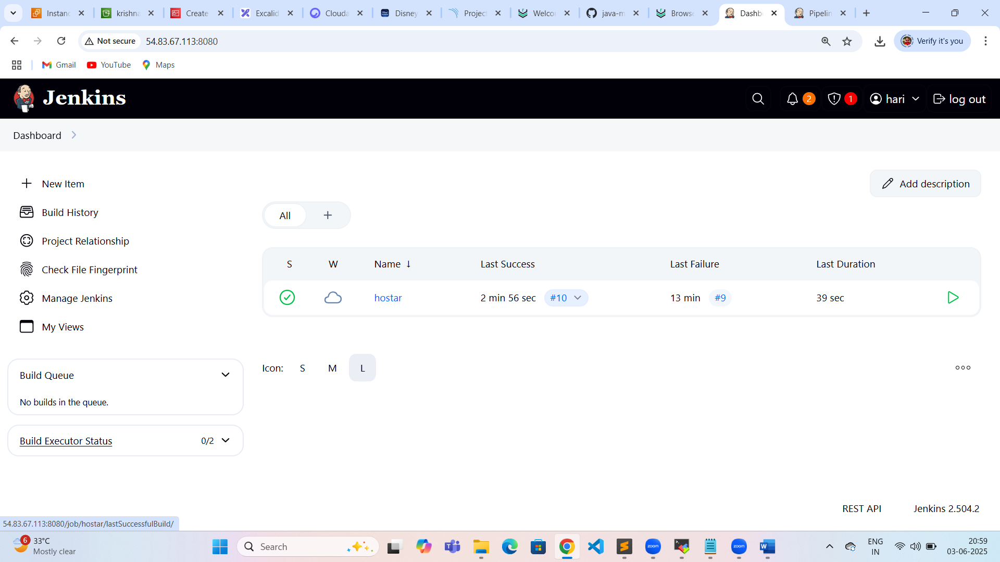 Instanc
krishna
Create
Excalid
Clouda
Disney
Project
Welcor
java-m
Browse
Dashb
Pipelin
Not secure
54.83.67.113:8080
Verify it's you
Gmail
YouTube
Maps
Jenkins
2
1
hari
log out
Dashboard
New Item
Build History
Project Relationship
Check File Fingerprint
Manage Jenkins
My Views
Add description
All
S W Name ↓ Last Success Last Failure Last Duration
hostar 2 min 56 sec #10 13 min #9 39 sec
Icon: S M L
Build Queue
No builds in the queue.
Build Executor Status 0/2
REST API
Jenkins 2.504.2
54.83.67.113:8080/job/hostar/lastSuccessfulBuild/
6
33°C
Mostly clear
Search
zoom
zoom
ENG
IN
20:59
03-06-2025